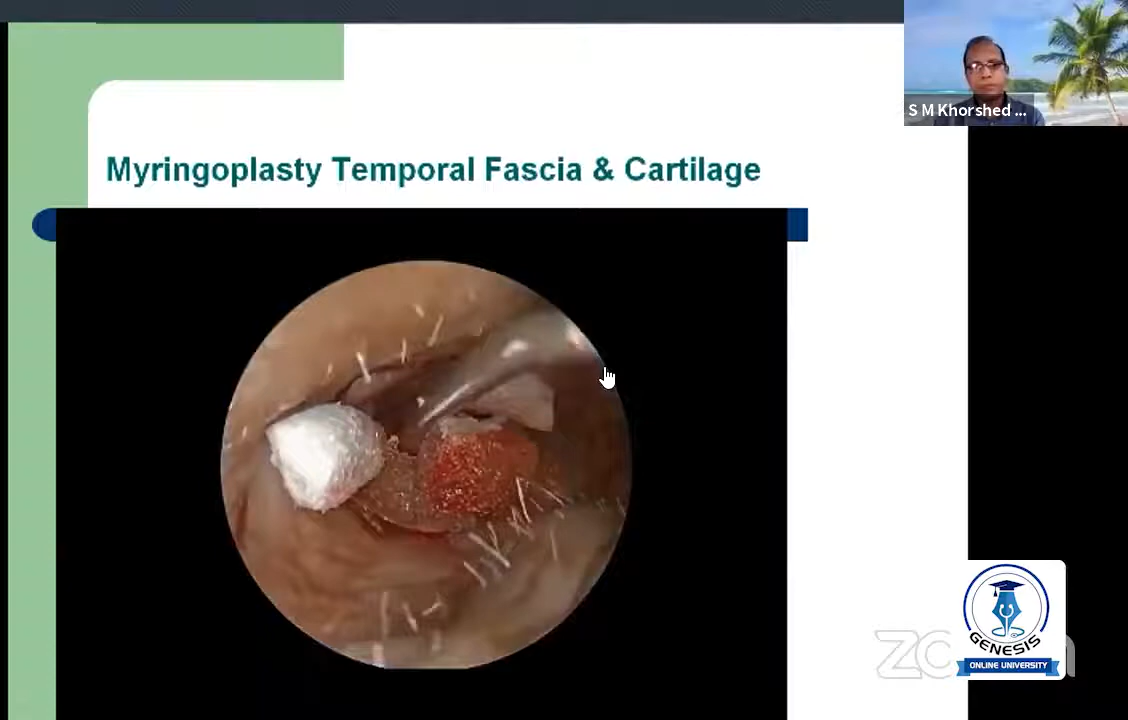 S M Khorshed ...
Myringoplasty Temporal Fascia & Cartilage
GENESIS
ONLINE UNIVERSITY